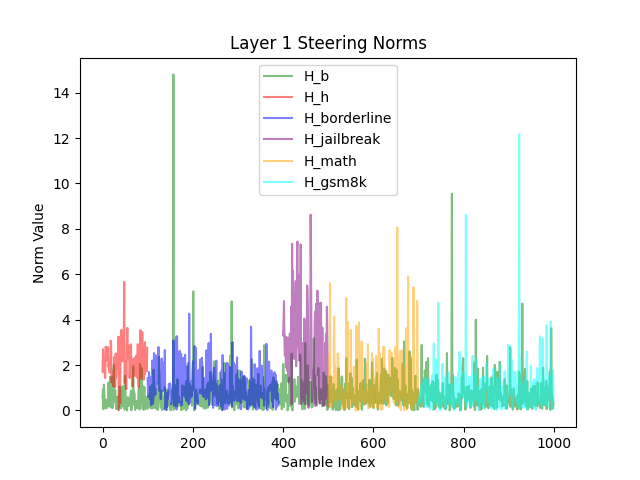 Layer 1 Steering Norms
H_b
H_h
H_borderline
H_jailbreak
H_math
H_gsm8k
Norm Value
14
12
10
8
6
4
2
0
0 200 400 600 800 1000
Sample Index